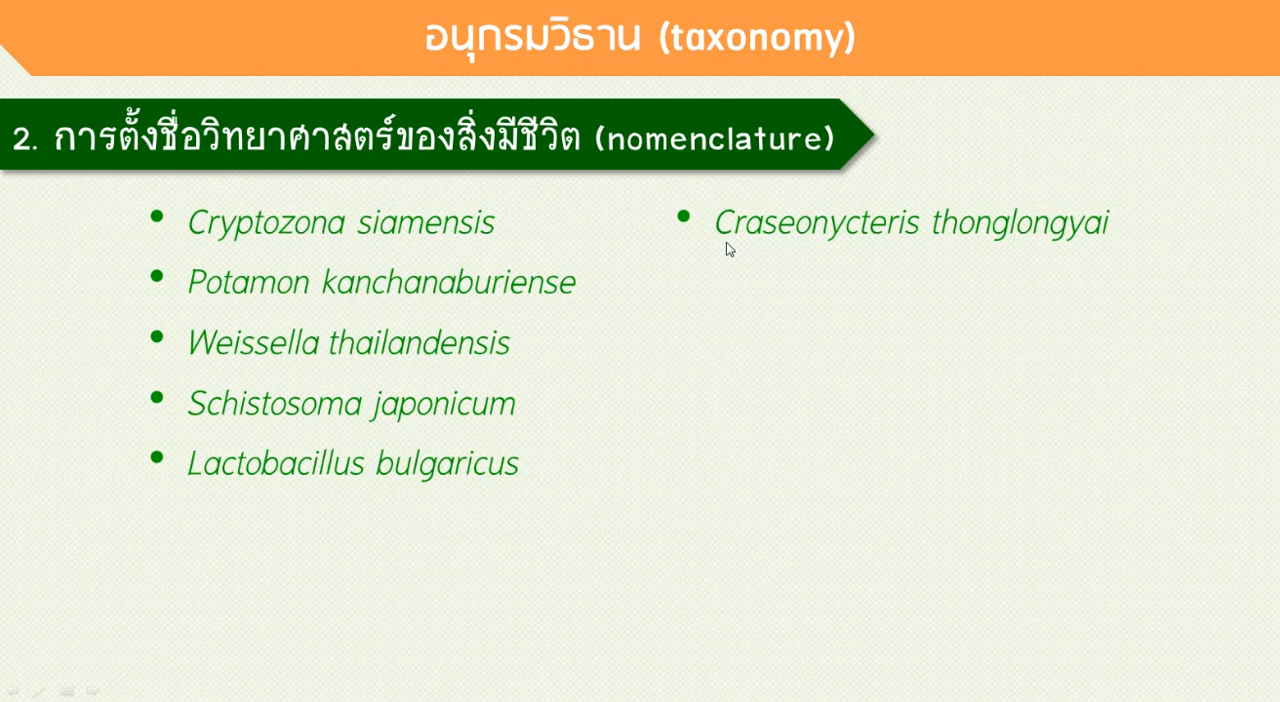 อนุกรมวิธาน (taxonomy)
2. การตั้งชื่อวิทยาศาสตร์ของสิ่งมีชีวิต (nomenclature)
• Cryptozona siamensis
• Potamon kanchanaburiense
• Weissella thailandensis
• Schistosoma japonicum
• Lactobacillus bulgaricus
• Craseonycteris thonglongyai